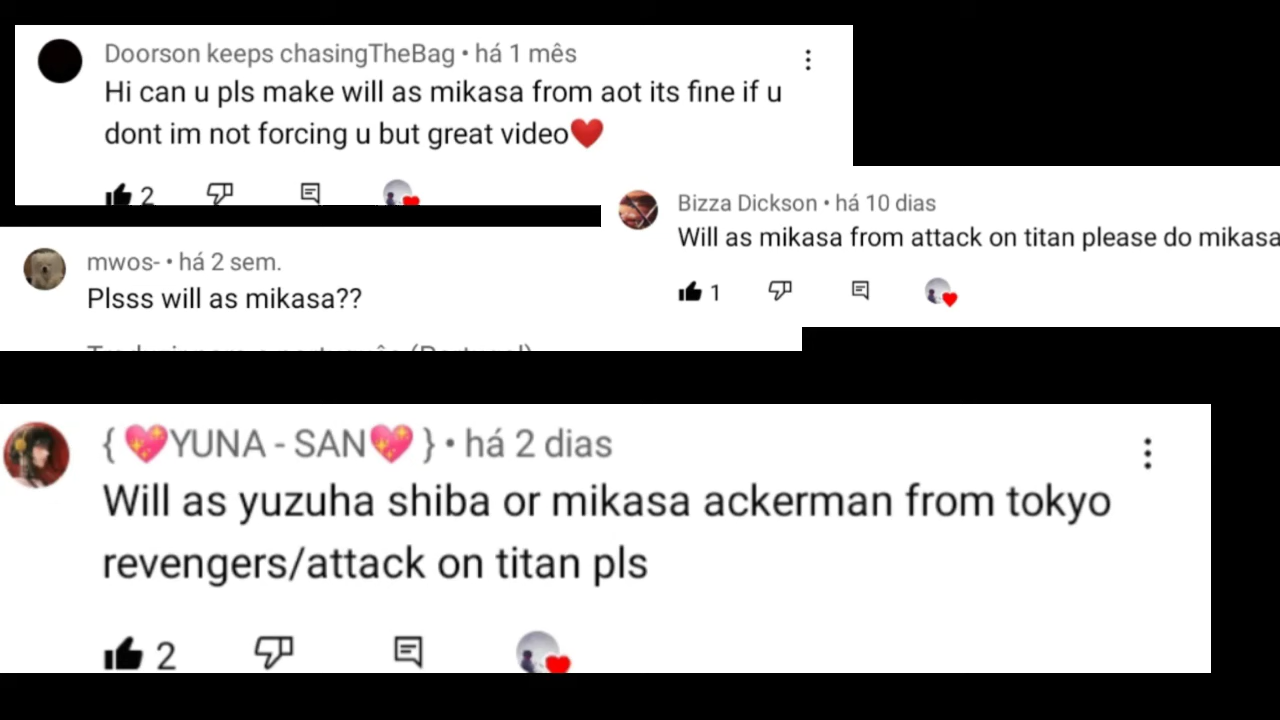 Doorson keeps chasingTheBag • há 1 mês
Hi can u pls make will as mikasa from aot its fine if u
dont im not forcing u but great video❤️
2
Bizza Dickson • há 10 dias
Will as mikasa from attack on titan please do mikasa
1
mwos- • há 2 sem.
Plsss will as mikasa??
{ 💖YUNA - SAN💖 } • há 2 dias
Will as yuzuha shiba or mikasa ackerman from tokyo
revengers/attack on titan pls
2